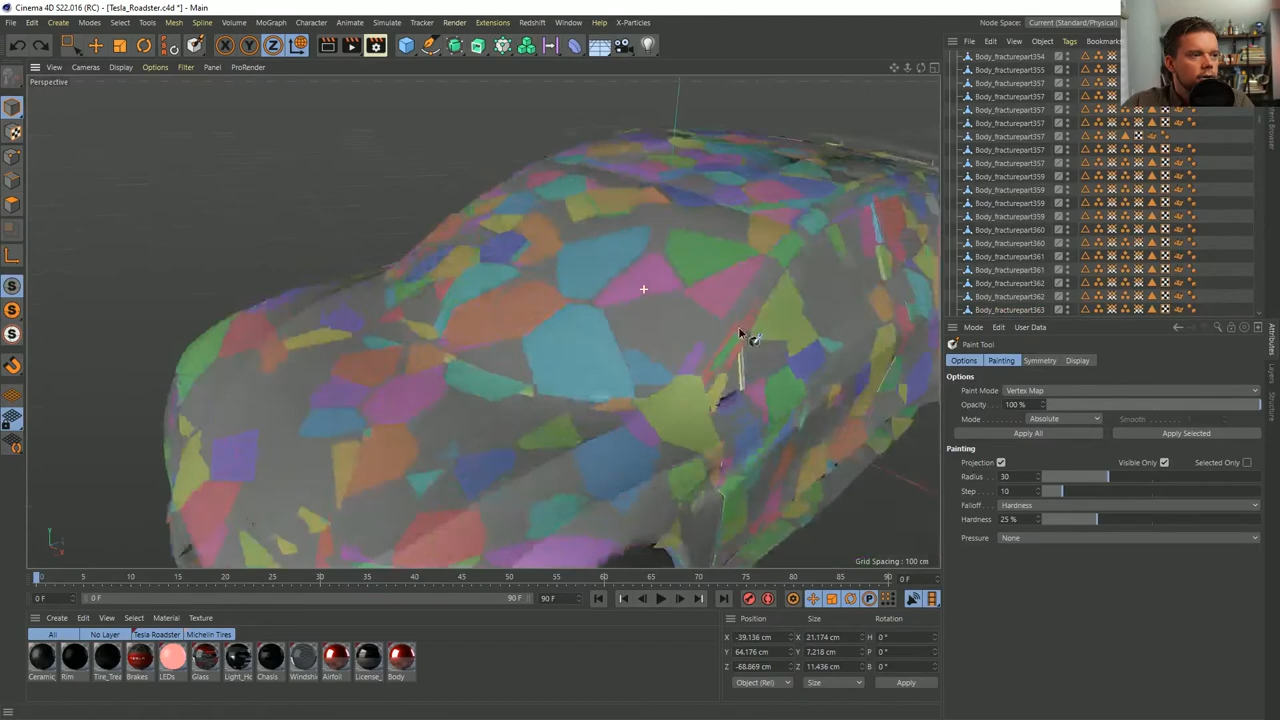 Cinema 4D S22.016 (RC) - [Tesla_Roadster.c4d *] - Main
File Edit Create Modes Select Tools Mesh Spline Volume MoGraph Character Animate Simulate Tracker Render Extensions Redshift Window Help X-Particles
Node Space: Current (Standard/Physical)
View Cameras Display Options Filter Panel ProRender
Perspective
File Edit View Object Tags Bookmarks
Body_fracturepart354
Body_fracturepart355
Body_fracturepart357
Body_fracturepart357
Body_fracturepart357
Body_fracturepart357
Body_fracturepart357
Body_fracturepart357
Body_fracturepart357
Body_fracturepart359
Body_fracturepart359
Body_fracturepart359
Body_fracturepart359
Body_fracturepart360
Body_fracturepart360
Body_fracturepart361
Body_fracturepart361
Body_fracturepart362
Body_fracturepart362
Body_fracturepart363
Content Browser
Mode Edit User Data
Paint Tool
Options Painting Symmetry Display
Options
Paint Mode Vertex Map
Opacity . . . 100 %
Mode . . . . Absolute Smooth
Apply All Apply Selected
Painting
Projection Visible Only Selected Only
Radius . . . 30
Step . . . . 10
Falloff . . . Hardness
Hardness . 25 %
Pressure . . None
Attributes
Layers
Structure
Grid Spacing : 100 cm
0 5 10 15 20 25 30 35 40 45 50 55 60 65 70 75 80 85 90 0 F
0 F 0 F 90 F 90 F
Create Edit View Select Material Texture
All No Layer Tesla Roadster Michelin Tires
Ceramic_ Rim Tire_Trea Brakes LEDs Glass Light_Ho Chasis Windshi Airfoil License_ Body
Position Size Rotation
X -39.136 cm X 21.174 cm H 0 °
Y 64.176 cm Y 7.218 cm P 0 °
Z -68.869 cm Z 11.436 cm B 0 °
Object (Rel) Size Apply